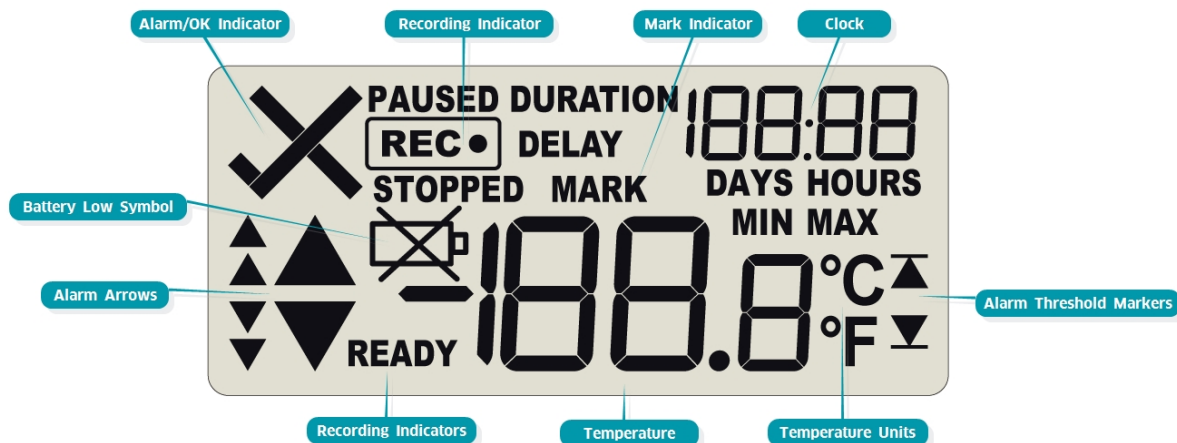 Alarm/OK Indicator
Recording Indicator
Mark Indicator
Clock
PAUSED DURATION 188:88
REC● DELAY
STOPPED MARK
DAYS HOURS
MIN MAX
Battery Low Symbol
-188.8
°C
°F
Alarm Arrows
Alarm Threshold Markers
READY
Recording Indicators
Temperature
Temperature Units